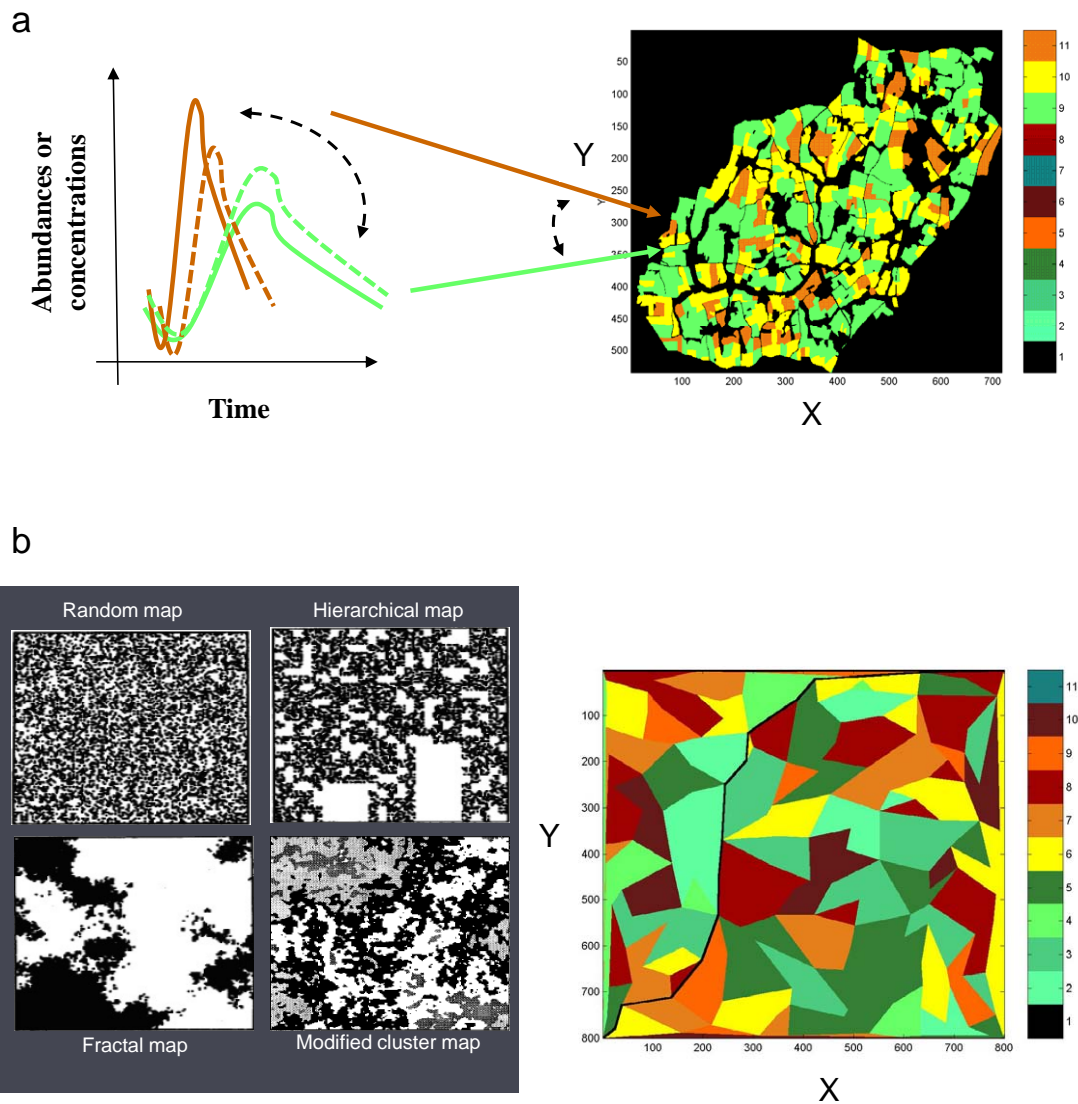 a
Abundances or
concentrations
Time
Y
Y
50
100
150
200
250
300
350
400
450
500
100 200 300 400 500 600 700
X
11
10
9
8
7
6
5
4
3
2
1
b
Random map
Hierarchical map
Fractal map
Modified cluster map
Y
100
200
300
400
500
600
700
800
100 200 300 400 500 600 700 800
X
11
10
9
8
7
6
5
4
3
2
1